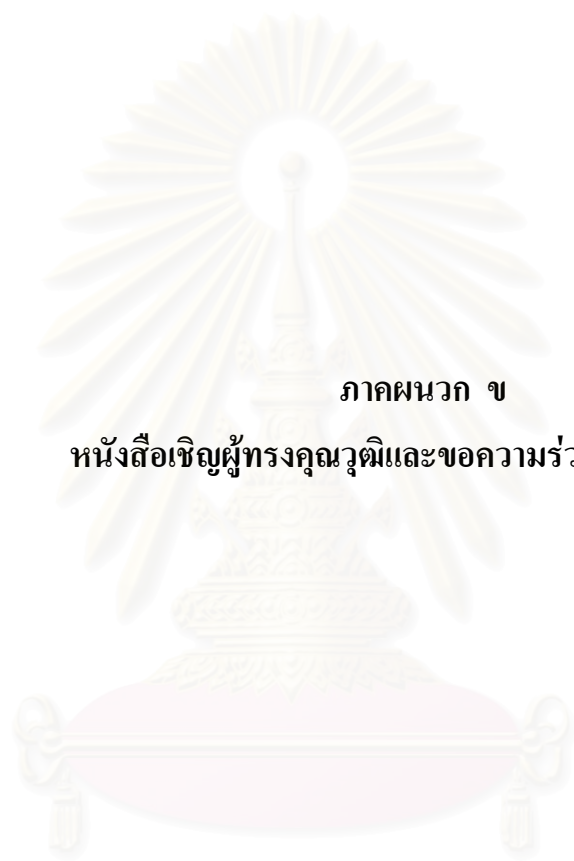 ภาคผนวก ข
หนังสือเชิญผู้ทรงคุณวุฒิและขอความร่ว